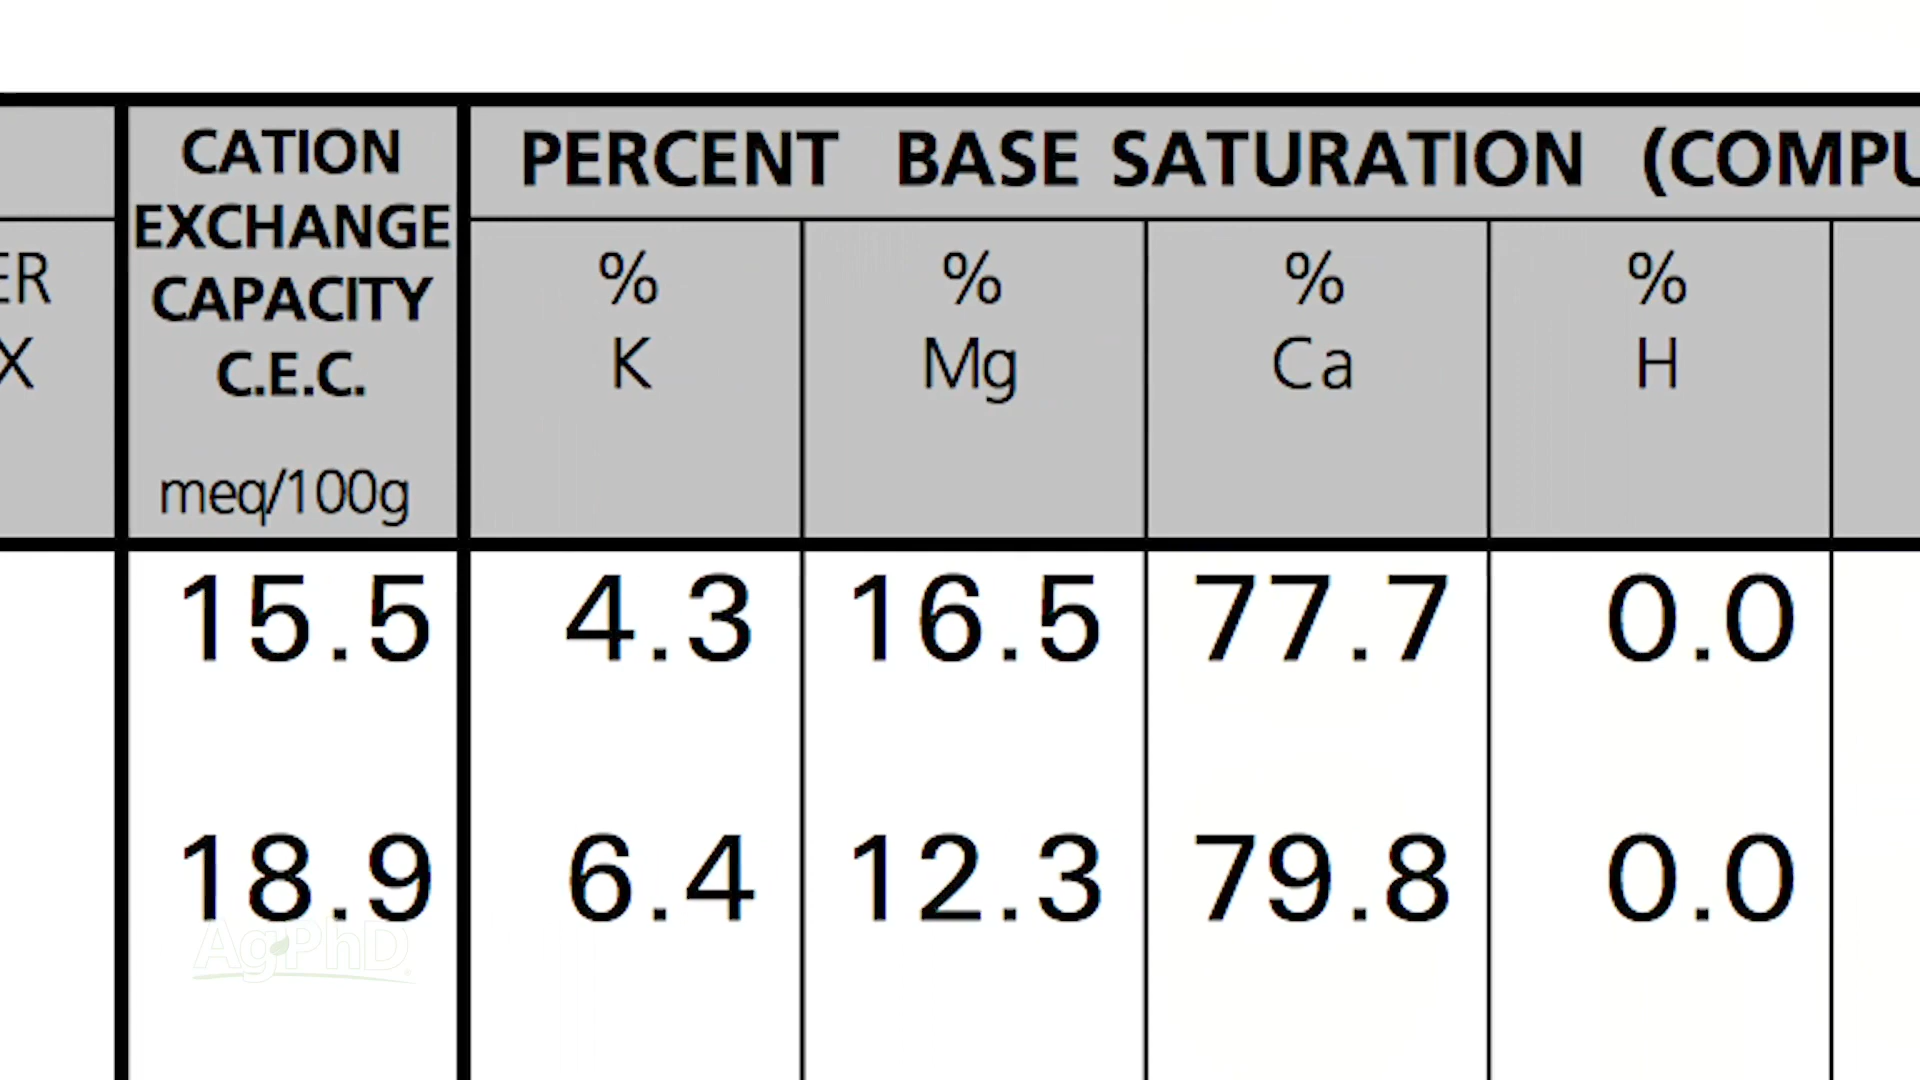 CATION
EXCHANGE
CAPACITY
C.E.C.
meq/100g
PERCENT BASE SATURATION (COMPU
ER
X
% % % %
K Mg Ca H
15.5 4.3 16.5 77.7 0.0
18.9 6.4 12.3 79.8 0.0
AgPhD